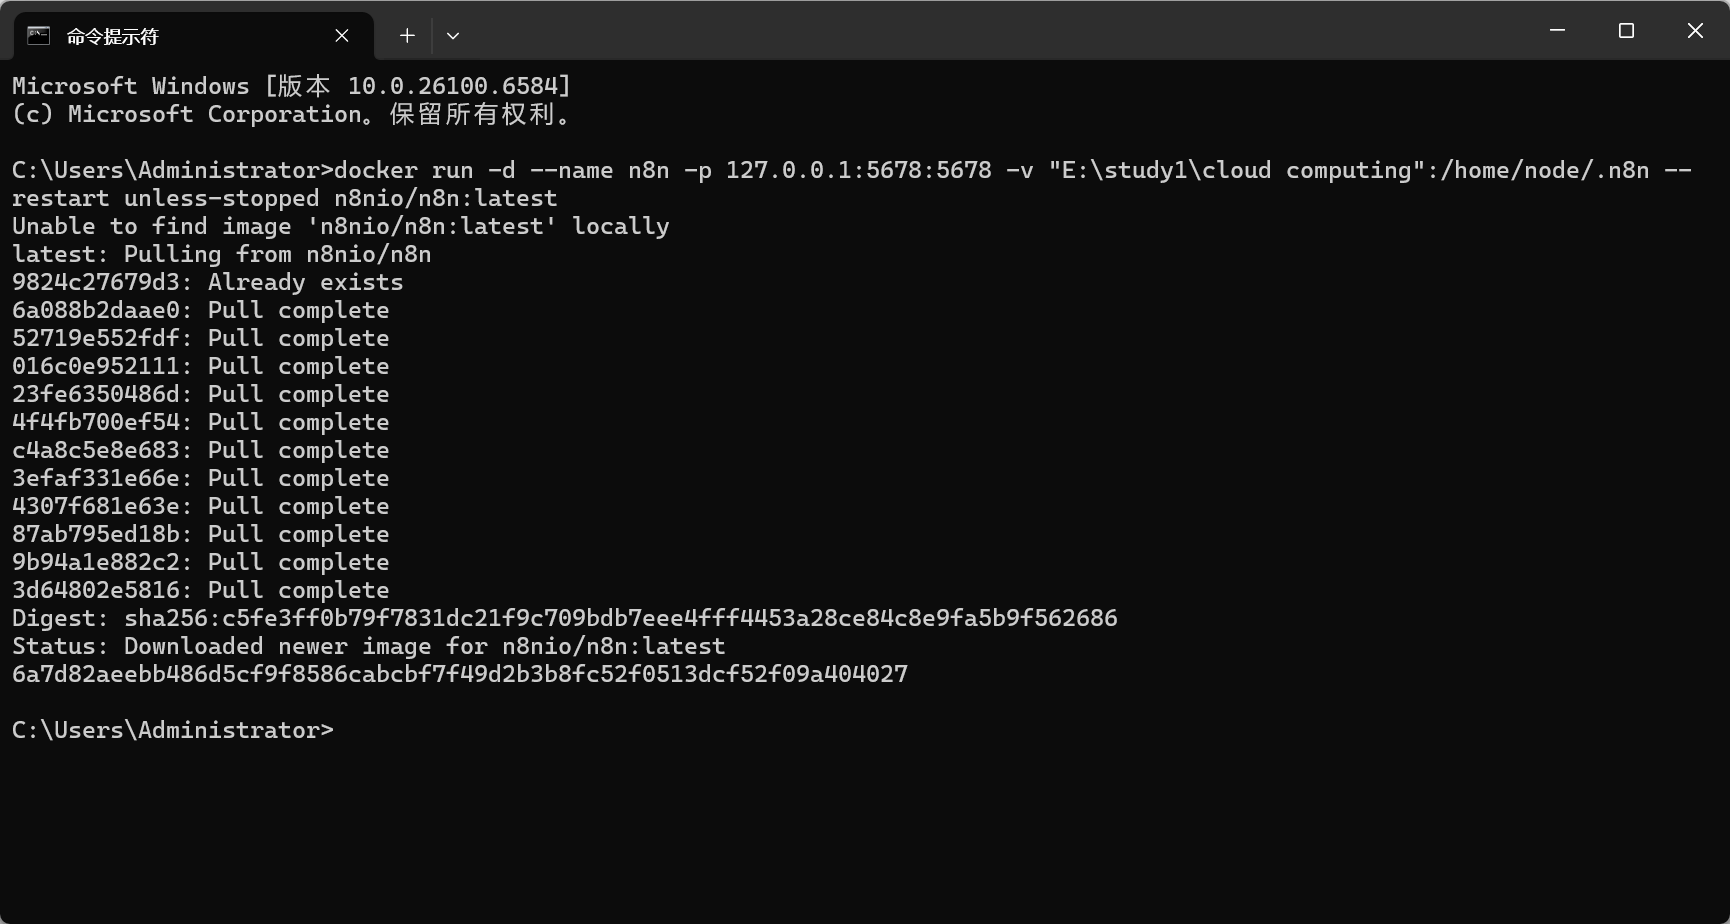 命令提示符
Microsoft Windows [版本 10.0.26100.6584]
(c) Microsoft Corporation。保留所有权利。
C:\Users\Administrator>docker run -d --name n8n -p 127.0.0.1:5678:5678 -v "E:\study1\cloud computing":/home/node/.n8n --
restart unless-stopped n8nio/n8n:latest
Unable to find image 'n8nio/n8n:latest' locally
latest: Pulling from n8nio/n8n
9824c27679d3: Already exists
6a088b2daae0: Pull complete
52719e552fdf: Pull complete
016c0e952111: Pull complete
23fe6350486d: Pull complete
4f4fb700ef54: Pull complete
c4a8c5e8e683: Pull complete
3efaf331e66e: Pull complete
4307f681e63e: Pull complete
87ab795ed18b: Pull complete
9b94a1e882c2: Pull complete
3d64802e5816: Pull complete
Digest: sha256:c5fe3ff0b79f7831dc21f9c709bdb7eee4fff4453a28ce84c8e9fa5b9f562686
Status: Downloaded newer image for n8nio/n8n:latest
6a7d82aeebb486d5cf9f8586cabcbf7f49d2b3b8fc52f0513dcf52f09a404027
C:\Users\Administrator>